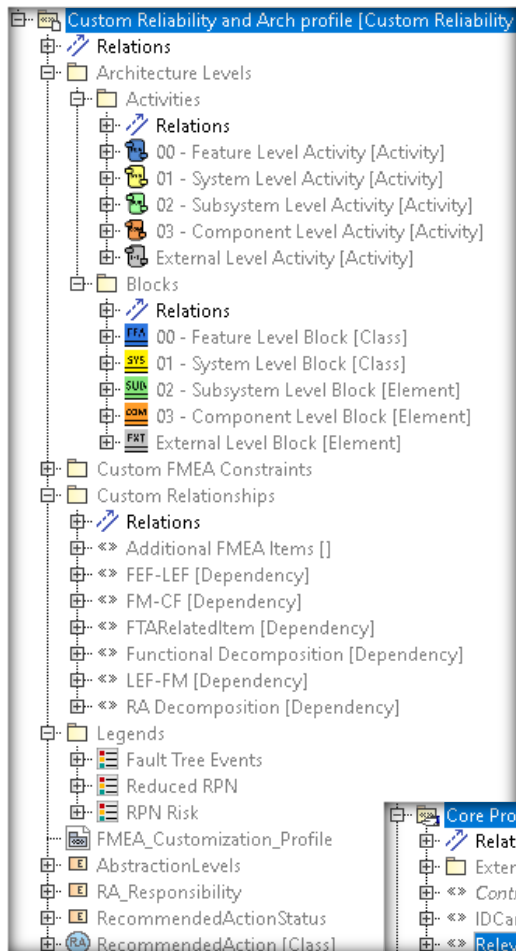 Custom Reliability and Arch profile [Custom Reliability
Relations
Architecture Levels
Activities
Relations
00 - Feature Level Activity [Activity]
01 - System Level Activity [Activity]
02 - Subsystem Level Activity [Activity]
03 - Component Level Activity [Activity]
External Level Activity [Activity]
Blocks
Relations
00 - Feature Level Block [Class]
SYS 01 - System Level Block [Class]
SUB 02 - Subsystem Level Block [Element]
COM 03 - Component Level Block [Element]
EXT External Level Block [Element]
Custom FMEA Constraints
Custom Relationships
Relations
«» Additional FMEA Items []
«» FEF-LEF [Dependency]
«» FM-CF [Dependency]
«» FTARelatedItem [Dependency]
«» Functional Decomposition [Dependency]
«» LEF-FM [Dependency]
«» RA Decomposition [Dependency]
Legends
Fault Tree Events
Reduced RPN
RPN Risk
FMEA_Customization_Profile
E AbstractionLevels
E RA_Responsibility
E RecommendedActionStatus
RA RecommendedAction [Class]
Core Pro
Relat
Exter
«» Cont
«» IDCa
«» Relev